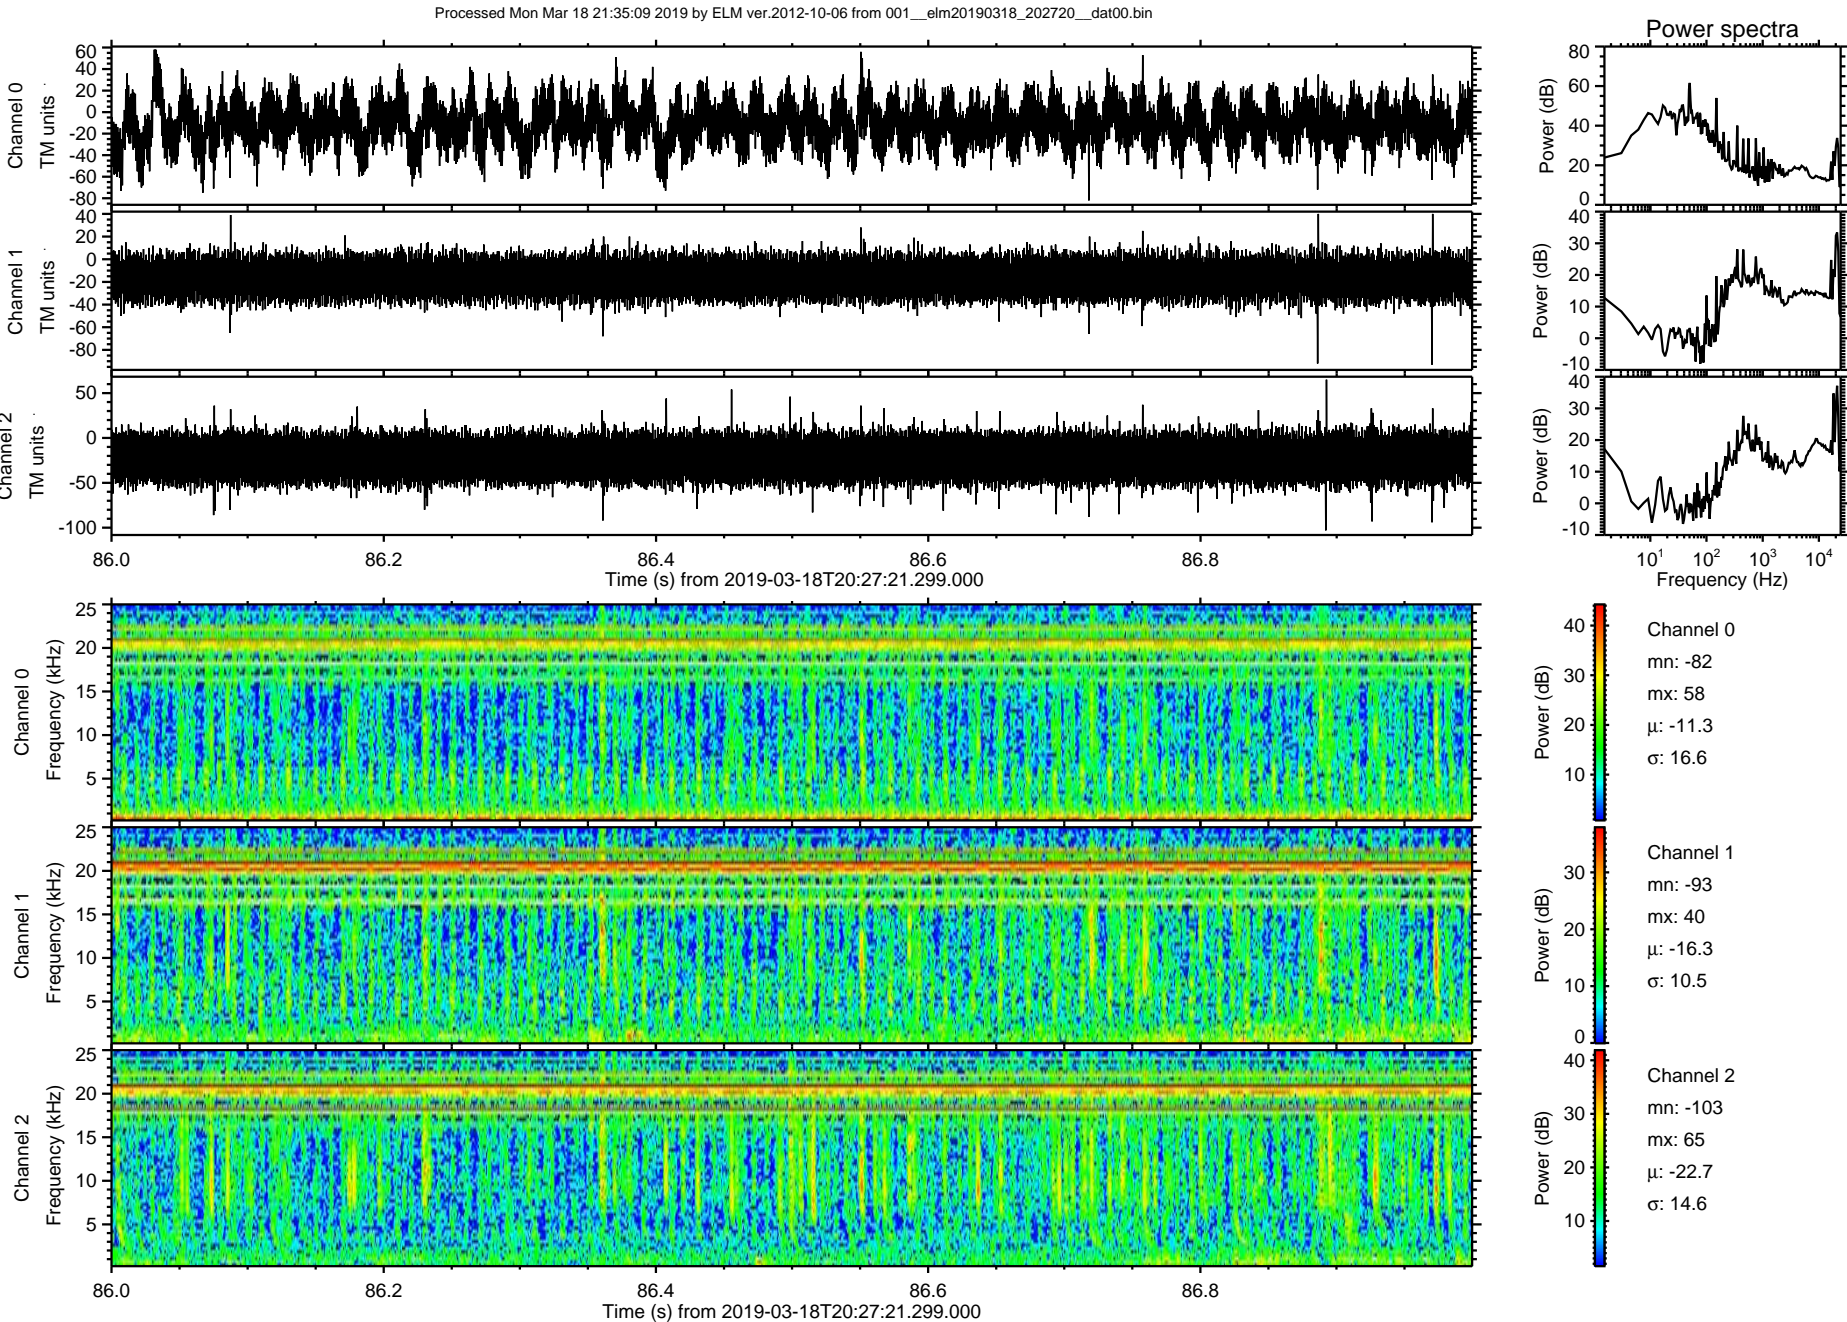 Processed Mon Mar 18 21:35:09 2019 by ELM ver.2012-10-06 from 001__elm20190318_202720__dat00.bin
Power spectra
Channel 0
TM units
60
40
20
0
-20
-40
-60
-80
Power (dB)
80
60
40
20
0
Channel 1
TM units
40
20
0
-20
-40
-60
-80
Power (dB)
40
30
20
10
0
-10
Channel 2
TM units
50
0
-50
-100
Power (dB)
40
30
20
10
0
-10
86.0 86.2 86.4 86.6 86.8
Time (s) from 2019-03-18T20:27:21.299.000
10^1 10^2 10^3 10^4
Frequency (Hz)
Channel 0
Frequency (kHz)
25
20
15
10
5
Power (dB)
40
30
20
10
Channel 0
mn: -82
mx: 58
μ: -11.3
σ: 16.6
Channel 1
Frequency (kHz)
25
20
15
10
5
Power (dB)
30
20
10
0
Channel 1
mn: -93
mx: 40
μ: -16.3
σ: 10.5
Channel 2
Frequency (kHz)
25
20
15
10
5
Power (dB)
40
30
20
10
Channel 2
mn: -103
mx: 65
μ: -22.7
σ: 14.6
86.0 86.2 86.4 86.6 86.8
Time (s) from 2019-03-18T20:27:21.299.000